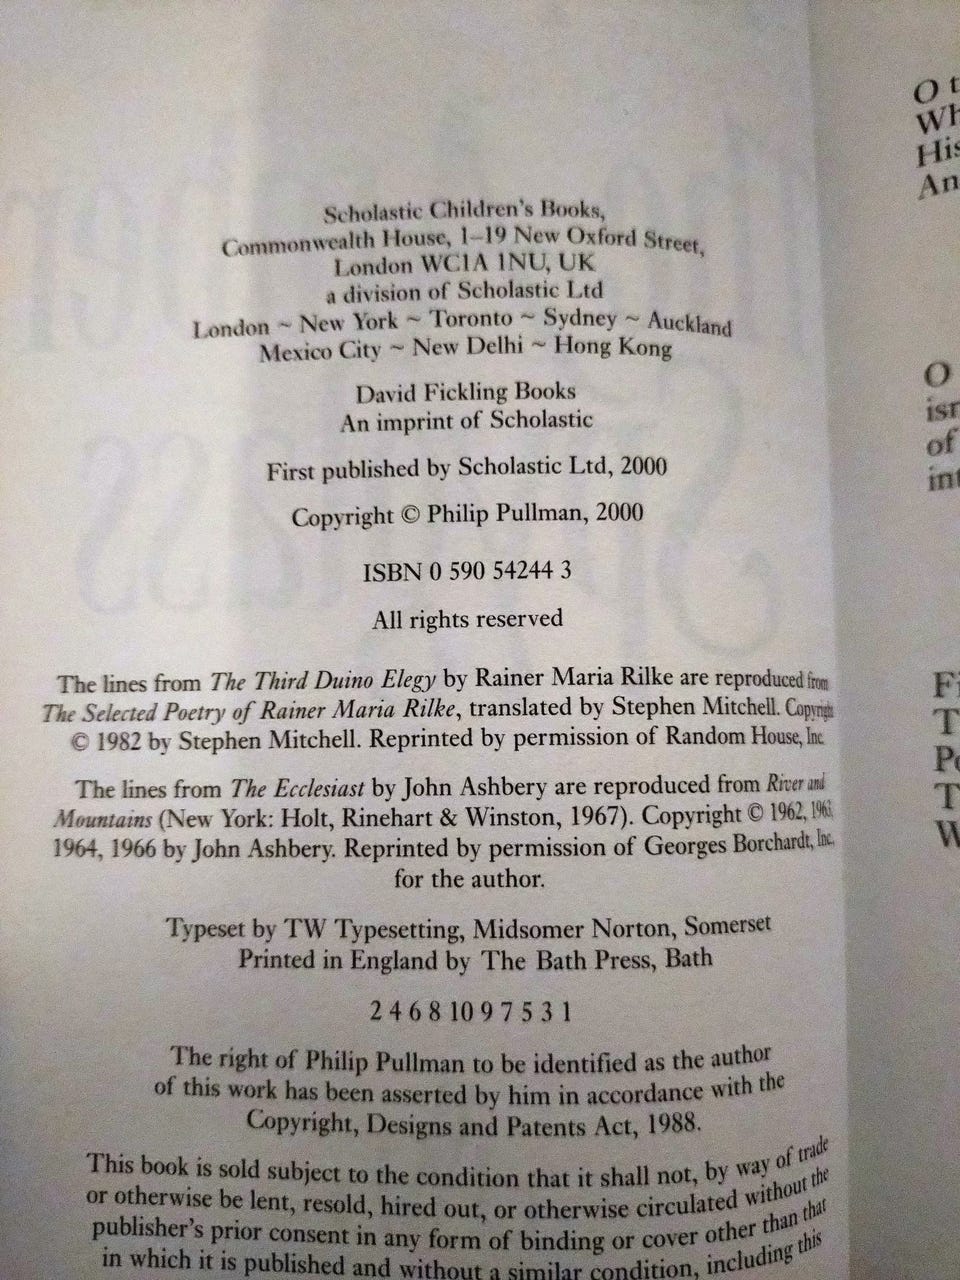 Scholastic Children's Books,
Commonwealth House, 1–19 New Oxford Street,
London WC1A 1NU, UK
a division of Scholastic Ltd
London ~ New York ~ Toronto ~ Sydney ~ Auckland
Mexico City ~ New Delhi ~ Hong Kong
David Fickling Books
An imprint of Scholastic
First published by Scholastic Ltd, 2000
Copyright © Philip Pullman, 2000
ISBN 0 590 54244 3
All rights reserved
The lines from The Third Duino Elegy by Rainer Maria Rilke are reproduced from
The Selected Poetry of Rainer Maria Rilke, translated by Stephen Mitchell. Copyright
© 1982 by Stephen Mitchell. Reprinted by permission of Random House, Inc.
The lines from The Ecclesiast by John Ashbery are reproduced from River and
Mountains (New York: Holt, Rinehart & Winston, 1967). Copyright © 1962, 1963,
1964, 1966 by John Ashbery. Reprinted by permission of Georges Borchardt, Inc.
for the author.
Typeset by TW Typesetting, Midsomer Norton, Somerset
Printed in England by The Bath Press, Bath
2 4 6 8 10 9 7 5 3 1
The right of Philip Pullman to be identified as the author
of this work has been asserted by him in accordance with the
Copyright, Designs and Patents Act, 1988.
This book is sold subject to the condition that it shall not, by way of trade
or otherwise be lent, resold, hired out, or otherwise circulated without the
publisher's prior consent in any form of binding or cover other than that
in which it is published and without a similar condition, including this
O
His
An
O
of